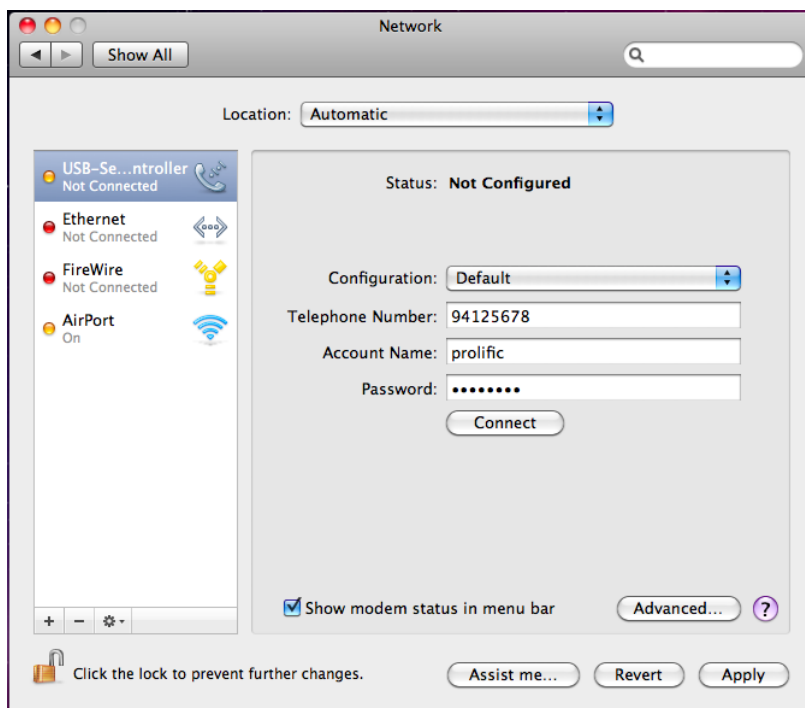 Network
Show All
Location: Automatic
USB-Se...ntroller
Not Connected
Ethernet
Not Connected
FireWire
Not Connected
AirPort
On
Status: Not Configured
Configuration: Default
Telephone Number: 94125678
Account Name: prolific
Password: ••••••••
Connect
Show modem status in menu bar
Advanced... ?
Click the lock to prevent further changes.
Assist me... Revert Apply